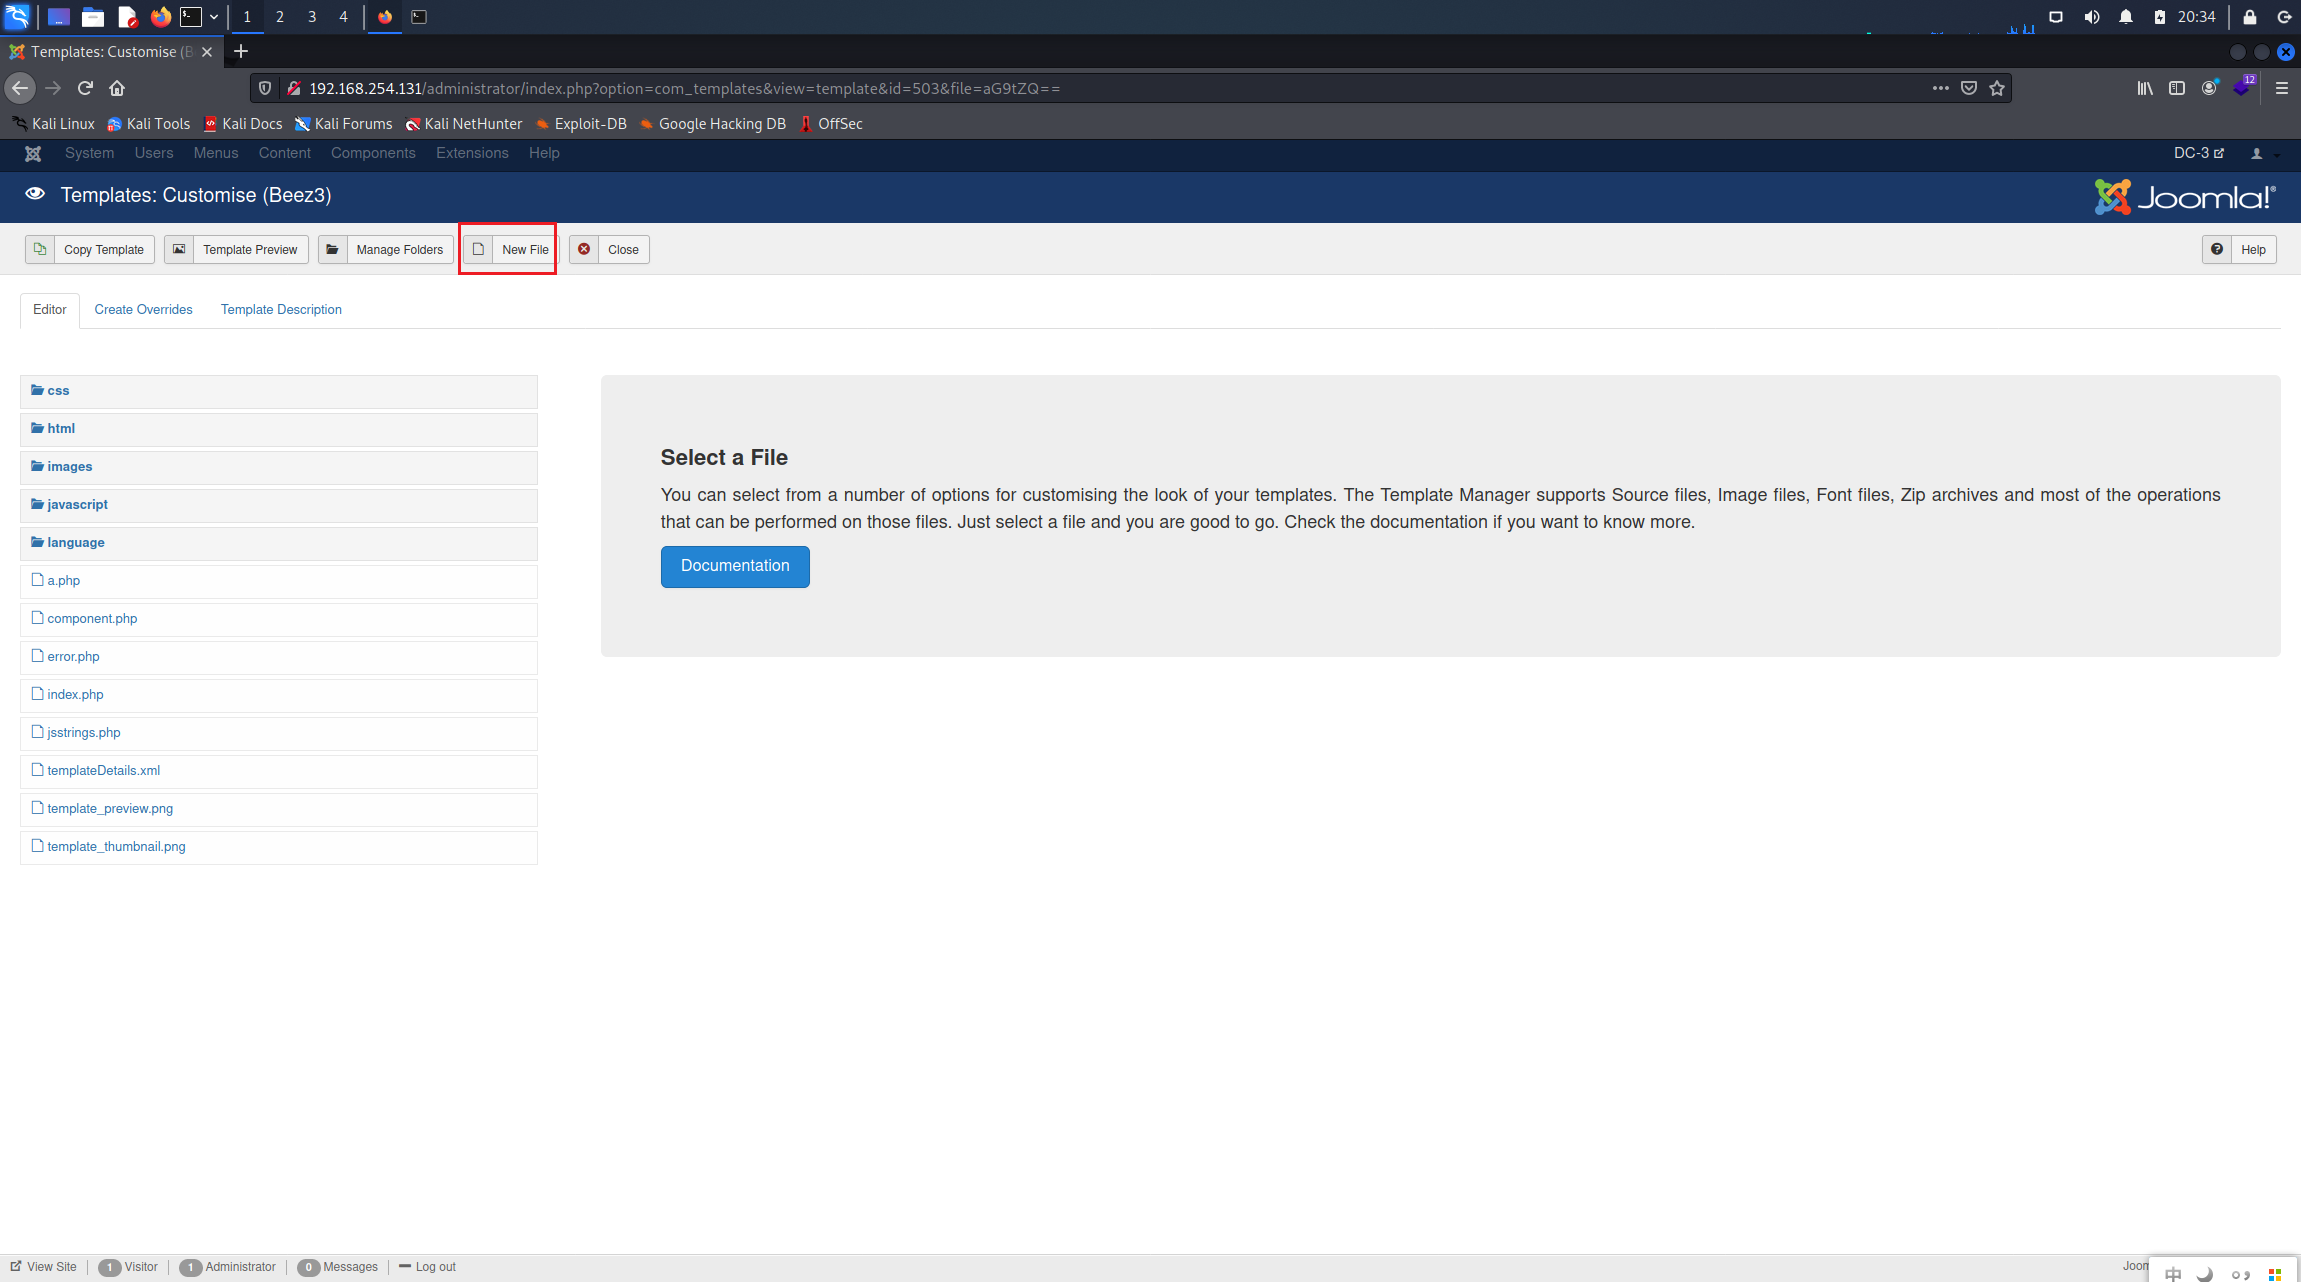 1 2 3 4 20:34
Templates: Customise (B
192.168.254.131/administrator/index.php?option=com_templates&view=template&id=503&file=aG9tZQ== 12
Kali Linux Kali Tools Kali Docs Kali Forums Kali NetHunter Exploit-DB Google Hacking DB OffSec
System Users Menus Content Components Extensions Help DC-3
Templates: Customise (Beez3) Joomla!®
Copy Template Template Preview Manage Folders New File Close Help
Editor Create Overrides Template Description
css
html
images
javascript
language
a.php
component.php
error.php
index.php
jsstrings.php
templateDetails.xml
template_preview.png
template_thumbnail.png
Select a File
You can select from a number of options for customising the look of your templates. The Template Manager supports Source files, Image files, Font files, Zip archives and most of the operations
that can be performed on those files. Just select a file and you are good to go. Check the documentation if you want to know more.
Documentation
View Site 1 Visitor 1 Administrator 0 Messages Log out Joom
中